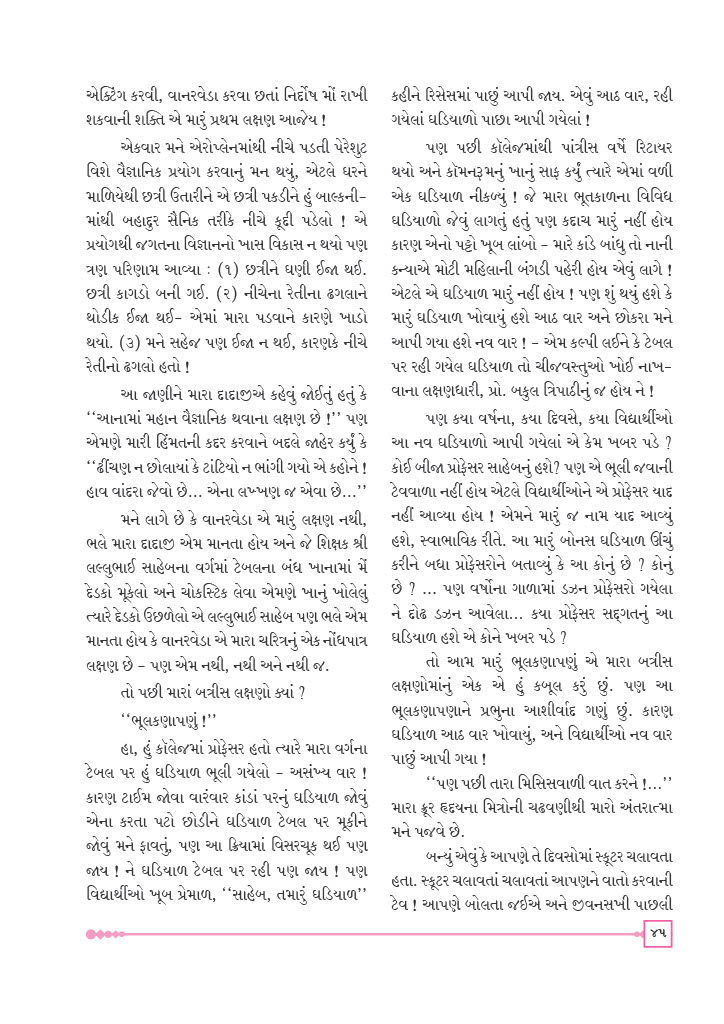 એક્ટિંગ કરવી, વાનરવેડા કરવા છતાં નિર્દોષ મોં રાખી
શકવાની શક્તિ એ મારું પ્રથમ લક્ષણ આજેય !
એકવાર મને એરોપ્લેનમાંથી નીચે પડતી પેરેશુટ
વિશે વૈજ્ઞાનિક પ્રયોગ કરવાનું મન થયું, એટલે ઘરને
માળિયેથી છત્રી ઉતારીને એ છત્રી પકડીને હું બાલ્કની-
માંથી બહાદુર સૈનિક તરીકે નીચે કૂદી પડેલો ! એ
પ્રયોગથી જગતના વિજ્ઞાનનો ખાસ વિકાસ ન થયો પણ
ત્રણ પરિણામ આવ્યા : (૧) છત્રીને ઘણી ઈજા થઈ.
છત્રી કાગડો બની ગઈ. (૨) નીચેના રેતીના ઢગલાને
થોડીક ઈજા થઈ- એમાં મારા પડવાને કારણે ખાડો
થયો. (૩) મને સહેજ પણ ઈજા ન થઈ, કારણકે નીચે
રેતીનો ઢગલો હતો !
આ જાણીને મારા દાદાજીએ કહેવું જોઈતું હતું કે
‘‘આનામાં મહાન વૈજ્ઞાનિક થવાના લક્ષણ છે !’’ પણ
એમણે મારી હિંમતની કદર કરવાને બદલે જાહેર કર્યું કે
‘‘ઢીંચણ ન છોલાયાં કે ટાંટિયો ન ભાંગી ગયો એ કહોને !
હાવ વાંદરા જેવો છે... એના લખ્ખણ જ એવા છે...’’
મને લાગે છે કે વાનરવેડા એ મારું લક્ષણ નથી,
ભલે મારા દાદાજી એમ માનતા હોય અને જે શિક્ષક શ્રી
લલ્લુભાઈ સાહેબના વર્ગમાં ટેબલના બંધ ખાનામાં મેં
દેડકો મૂકેલો અને ચોકસ્ટિક લેવા એમણે ખાનું ખોલેલું
ત્યારે દેડકો ઉછળેલો એ લલ્લુભાઈ સાહેબ પણ ભલે એમ
માનતા હોય કે વાનરવેડા એ મારા ચરિત્રનું એક નોંધપાત્ર
લક્ષણ છે - પણ એમ નથી, નથી અને નથી જ.
તો પછી મારાં બત્રીસ લક્ષણો ક્યાં ?
‘‘ભૂલકણાપણું !’’
હા, હું કૉલેજમાં પ્રોફેસર હતો ત્યારે મારા વર્ગના
ટેબલ પર હું ઘડિયાળ ભૂલી ગયેલો - અસંખ્ય વાર !
કારણ ટાઈમ જોવા વારંવાર કાંડાં પરનું ઘડિયાળ જોવું
એના કરતા પટો છોડીને ઘડિયાળ ટેબલ પર મૂકીને
જોવું મને ફાવતું, પણ આ ક્રિયામાં વિસરચૂક થઈ પણ
જાય ! ને ઘડિયાળ ટેબલ પર રહી પણ જાય ! પણ
વિદ્યાર્થીઓ ખૂબ પ્રેમાળ, ‘‘સાહેબ, તમારું ઘડિયાળ’’
કહીને રિસેસમાં પાછું આપી જાય. એવું આઠ વાર, રહી
ગયેલાં ઘડિયાળો પાછા આપી ગયેલાં !
પણ પછી કૉલેજમાંથી પાંત્રીસ વર્ષે રિટાયર
થયો અને કૉમનરૂમનું ખાનું સાફ કર્યું ત્યારે એમાં વળી
એક ઘડિયાળ નીકળ્યું ! જે મારા ભૂતકાળના વિવિધ
ઘડિયાળો જેવું લાગતું હતું પણ કદાચ મારું નહીં હોય
કારણ એનો પટ્ટો ખૂબ લાંબો - મારે કાંડે બાંધુ તો નાની
કન્યાએ મોટી મહિલાની બંગડી પહેરી હોય એવું લાગે !
એટલે એ ઘડિયાળ મારું નહીં હોય ! પણ શું થયું હશે કે
મારું ઘડિયાળ ખોવાયું હશે આઠ વાર અને છોકરા મને
આપી ગયા હશે નવ વાર ! - એમ કલ્પી લઈને કે ટેબલ
પર રહી ગયેલ ઘડિયાળ તો ચીજવસ્તુઓ ખોઈ નાખ-
વાના લક્ષણધારી, પ્રો. બકુલ ત્રિપાઠીનું જ હોય ને !
પણ કયા વર્ષના, કયા દિવસે, કયા વિદ્યાર્થીઓ
આ નવ ઘડિયાળો આપી ગયેલાં એ કેમ ખબર પડે ?
કોઈ બીજા પ્રોફેસર સાહેબનું હશે? પણ એ ભૂલી જવાની
ટેવવાળા નહીં હોય એટલે વિદ્યાર્થીઓને એ પ્રોફેસર યાદ
નહીં આવ્યા હોય ! એમને મારું જ નામ યાદ આવ્યું
હશે, સ્વાભાવિક રીતે. આ મારું બોનસ ઘડિયાળ ઊંચું
કરીને બધા પ્રોફેસરોને બતાવ્યું કે આ કોનું છે ? કોનું
છે ? ... પણ વર્ષોના ગાળામાં ડઝન પ્રોફેસરો ગયેલા
ને દોઢ ડઝન આવેલા... કયા પ્રોફેસર સદ્ગતનું આ
ઘડિયાળ હશે એ કોને ખબર પડે ?
તો આમ મારું ભૂલકણાપણું એ મારા બત્રીસ
લક્ષણોમાંનું એક એ હું કબૂલ કરું છું. પણ આ
ભૂલકણાપણાને પ્રભુના આશીર્વાદ ગણું છું. કારણ
ઘડિયાળ આઠ વાર ખોવાયું, અને વિદ્યાર્થીઓ નવ વાર
પાછું આપી ગયા !
‘‘પણ પછી તારા મિસિસવાળી વાત કરને !...’’
મારા ક્રૂર હૃદયના મિત્રોની ચઢવણીથી મારો અંતરાત્મા
મને પજવે છે.
બન્યું એવું કે આપણે તે દિવસોમાં સ્કૂટર ચલાવતા
હતા. સ્કૂટર ચલાવતાં ચલાવતાં આપણને વાતો કરવાની
ટેવ ! આપણે બોલતા જઈએ અને જીવનસખી પાછલી
૪૫